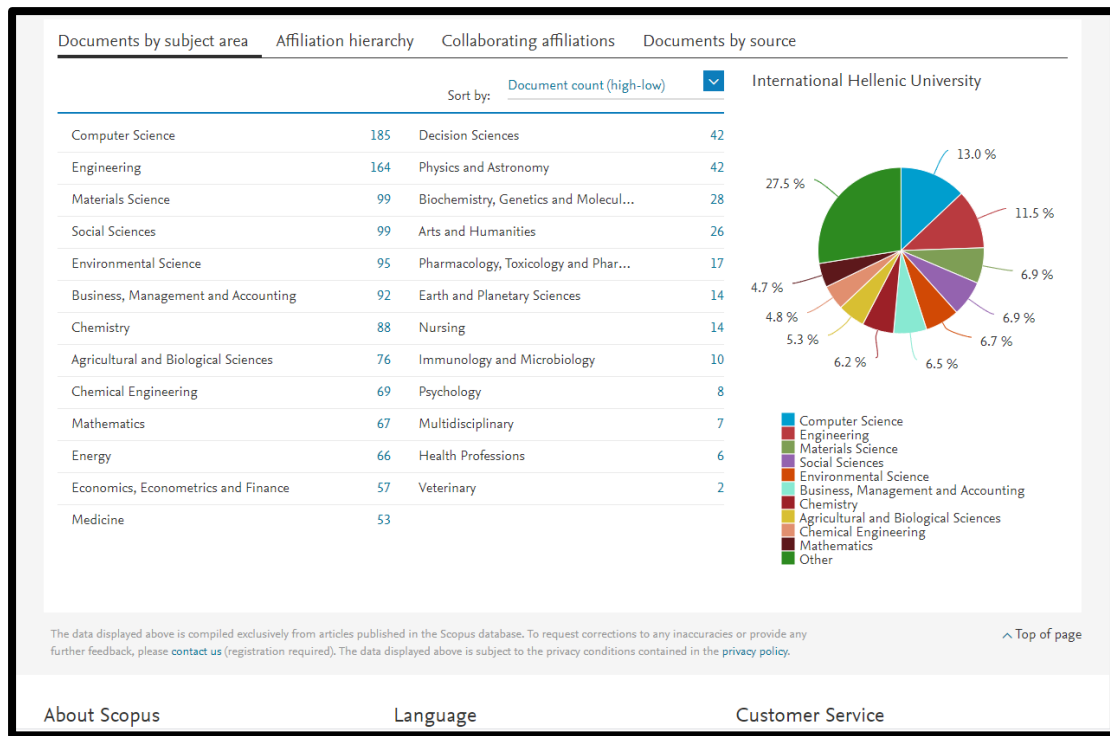 Documents by subject area Affiliation hierarchy Collaborating affiliations Documents by source
Sort by: Document count (high-low)
Computer Science 185
Engineering 164
Materials Science 99
Social Sciences 99
Environmental Science 95
Business, Management and Accounting 92
Chemistry 88
Agricultural and Biological Sciences 76
Chemical Engineering 69
Mathematics 67
Energy 66
Economics, Econometrics and Finance 57
Medicine 53
Decision Sciences 42
Physics and Astronomy 42
Biochemistry, Genetics and Molecul... 28
Arts and Humanities 26
Pharmacology, Toxicology and Phar... 17
Earth and Planetary Sciences 14
Nursing 14
Immunology and Microbiology 10
Psychology 8
Multidisciplinary 7
Health Professions 6
Veterinary 2
International Hellenic University
13.0 %
11.5 %
6.9 %
6.9 %
6.7 %
6.5 %
6.2 %
5.3 %
4.8 %
4.7 %
27.5 %
Computer Science
Engineering
Materials Science
Social Sciences
Environmental Science
Business, Management and Accounting
Chemistry
Agricultural and Biological Sciences
Chemical Engineering
Mathematics
Other
The data displayed above is compiled exclusively from articles published in the Scopus database. To request corrections to any inaccuracies or provide any
further feedback, please contact us (registration required). The data displayed above is subject to the privacy conditions contained in the privacy policy.
Top of page
About Scopus Language Customer Service